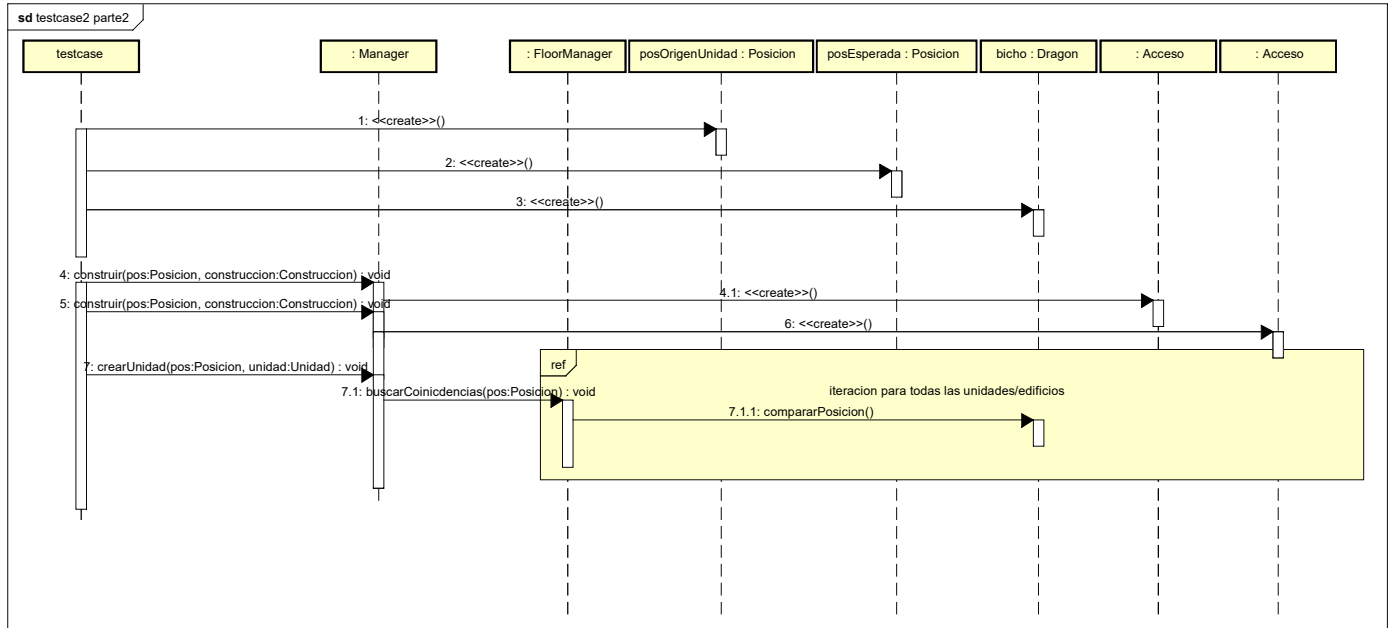 sd testcase2 parte2
testcase
: Manager
: FloorManager
posOrigenUnidad : Posicion
posEsperada : Posicion
bicho : Dragon
: Acceso
: Acceso
1: <<create>>()
2: <<create>>()
3: <<create>>()
4: construir(pos:Posicion, construccion:Construccion) : void
4.1: <<create>>()
5: construir(pos:Posicion, construccion:Construccion) : void
6: <<create>>()
ref
7: crearUnidad(pos:Posicion, unidad:Unidad) : void
7.1: buscarCoinicdencias(pos:Posicion) : void
iteracion para todas las unidades/edificios
7.1.1: compararPosicion()